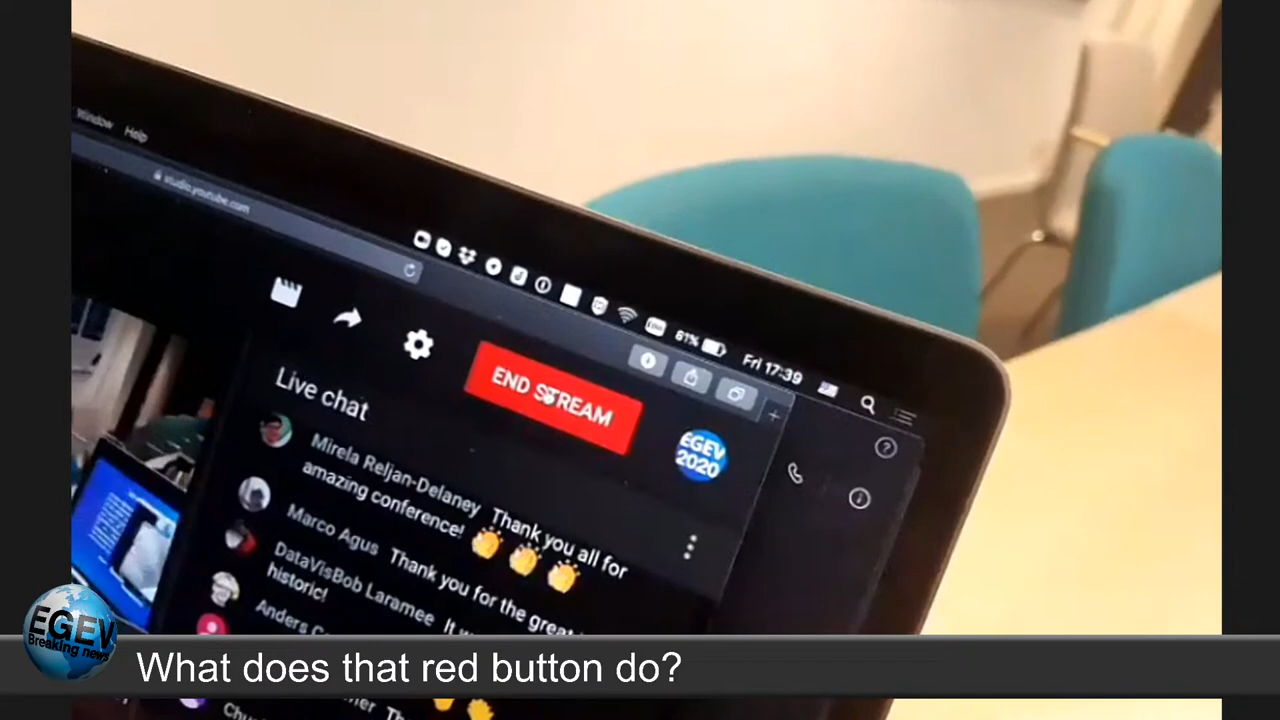 Window Help
studio.youtube.com
81%
Fri 17:39
END STREAM
Live chat
EGEV
2020
Mirela Reljan-Delaney Thank you all for
amazing conference! 👏 👏 👏
Marco Agus Thank you for the great
DataVisBob Laramee It
historic!
Anders
EGEV
Breaking news
What does that red button do?